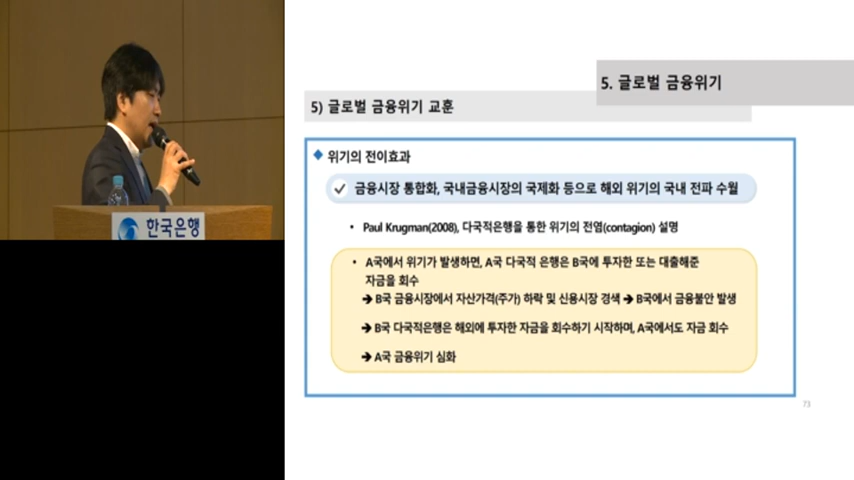 5. 글로벌 금융위기
5) 글로벌 금융위기 교훈
◆ 위기의 전이효과
✓ 금융시장 통합화, 국내금융시장의 국제화 등으로 해외 위기의 국내 전파 수월
• Paul Krugman(2008), 다국적은행을 통한 위기의 전염(contagion) 설명
• A국에서 위기가 발생하면, A국 다국적 은행은 B국에 투자한 또는 대출해준
자금을 회수
➔ B국 금융시장에서 자산가격(주가) 하락 및 신용시장 경색 ➔ B국에서 금융불안 발생
➔ B국 다국적은행은 해외에 투자한 자금을 회수하기 시작하며, A국에서도 자금 회수
➔ A국 금융위기 심화
73
한국은행